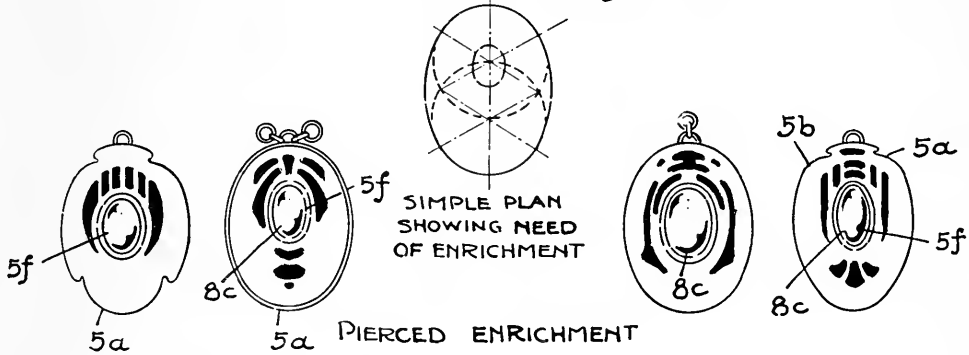 5f
8c
5a
5f
5a
SIMPLE PLAN
SHOWING NEED
OF ENRICHMENT
PIERCED ENRICHMENT
8c
5b
5a
5f
8c